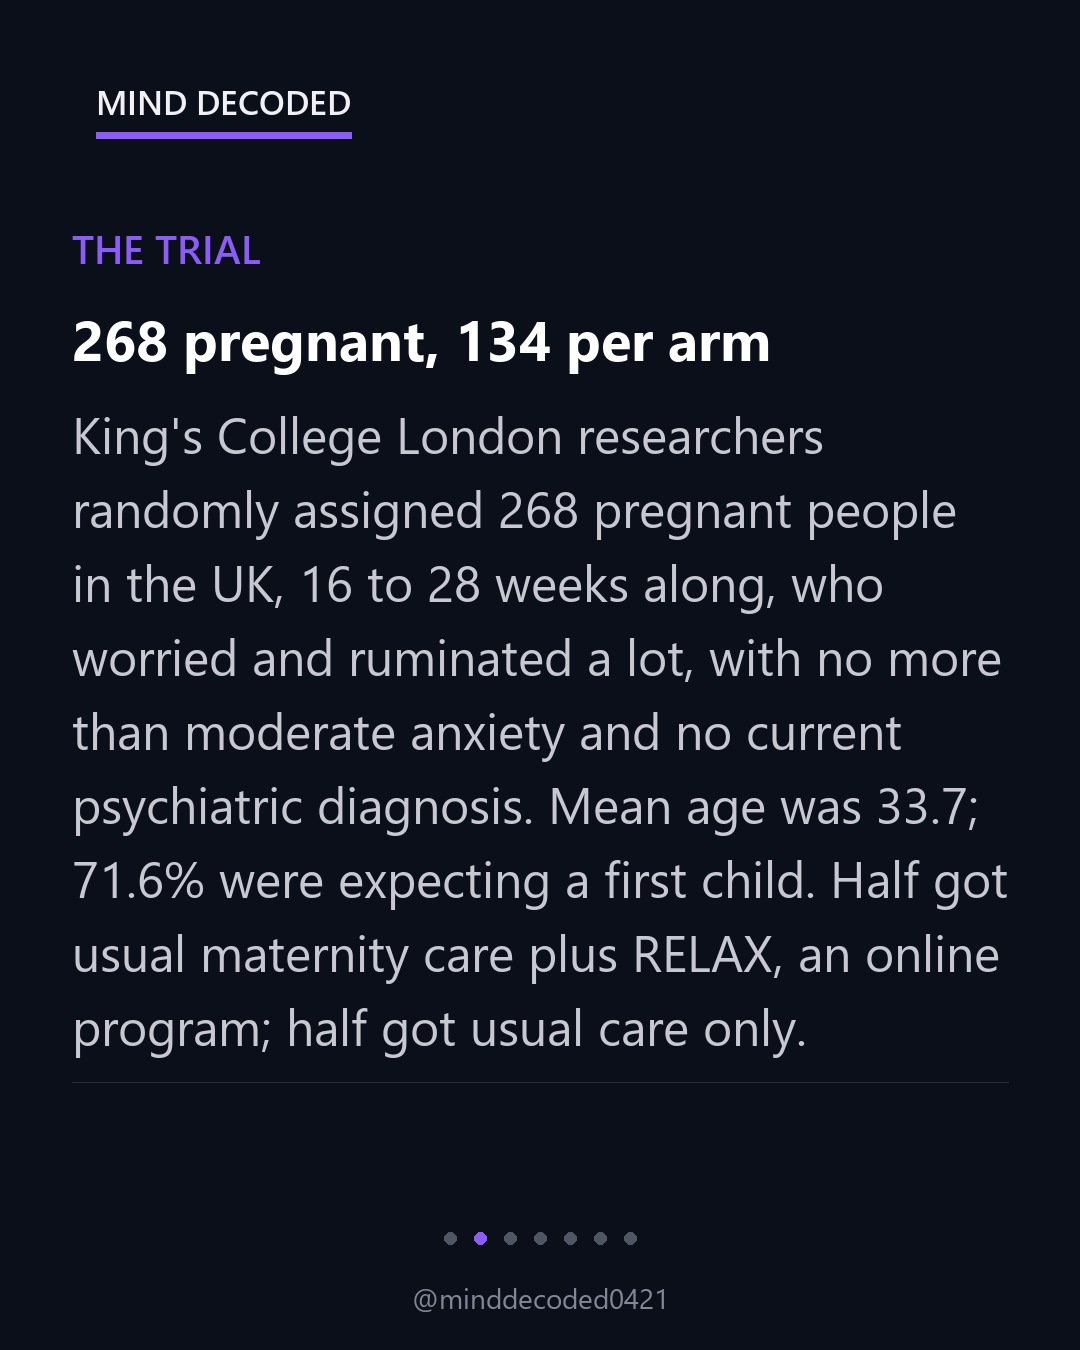 MIND DECODED
THE TRIAL
268 pregnant, 134 per arm
King's College London researchers
randomly assigned 268 pregnant people
in the UK, 16 to 28 weeks along, who
worried and ruminated a lot, with no more
than moderate anxiety and no current
psychiatric diagnosis. Mean age was 33.7;
71.6% were expecting a first child. Half got
usual maternity care plus RELAX, an online
program; half got usual care only.
@minddecoded0421